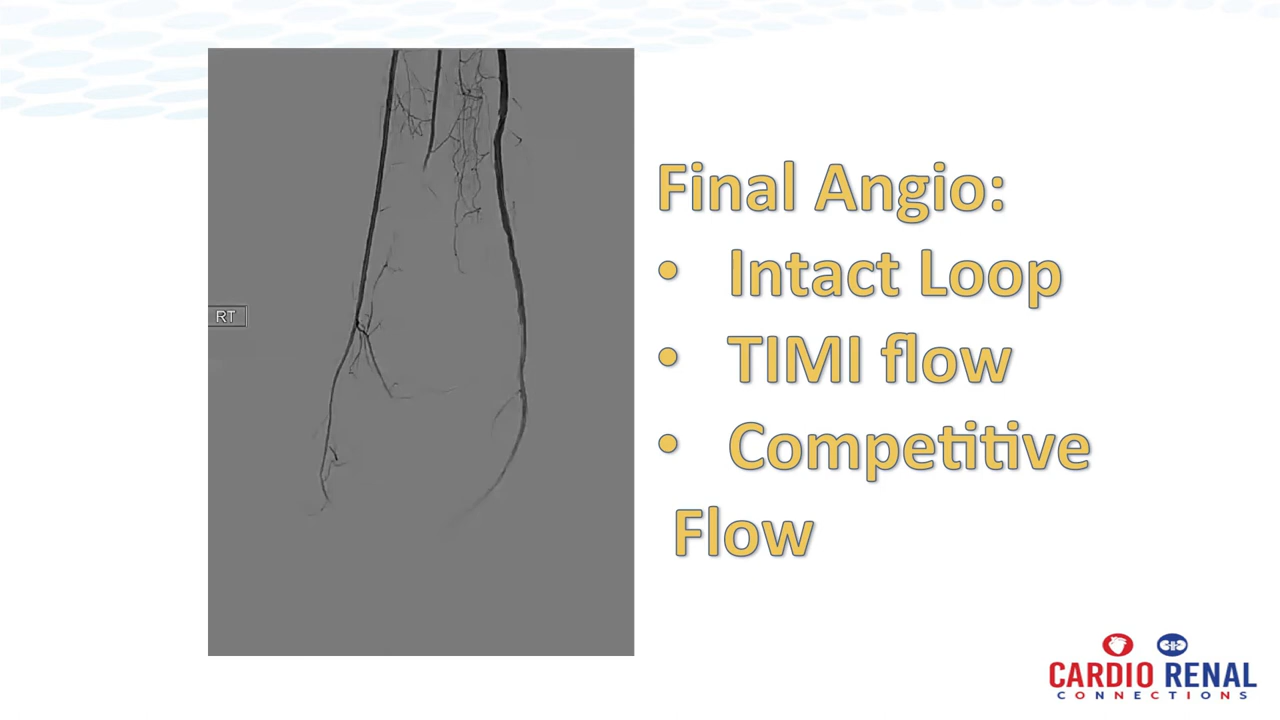 RT
Final Angio:
• Intact Loop
• TIMI flow
• Competitive
Flow
CARDIO RENAL
CONNECTIONS